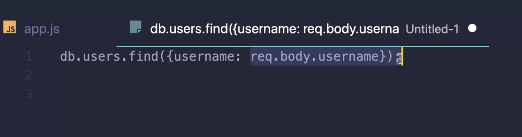 JS app.js db.users.find({username: req.body.userna Untitled-1
1 db.users.find({username: req.body.username});
2
3